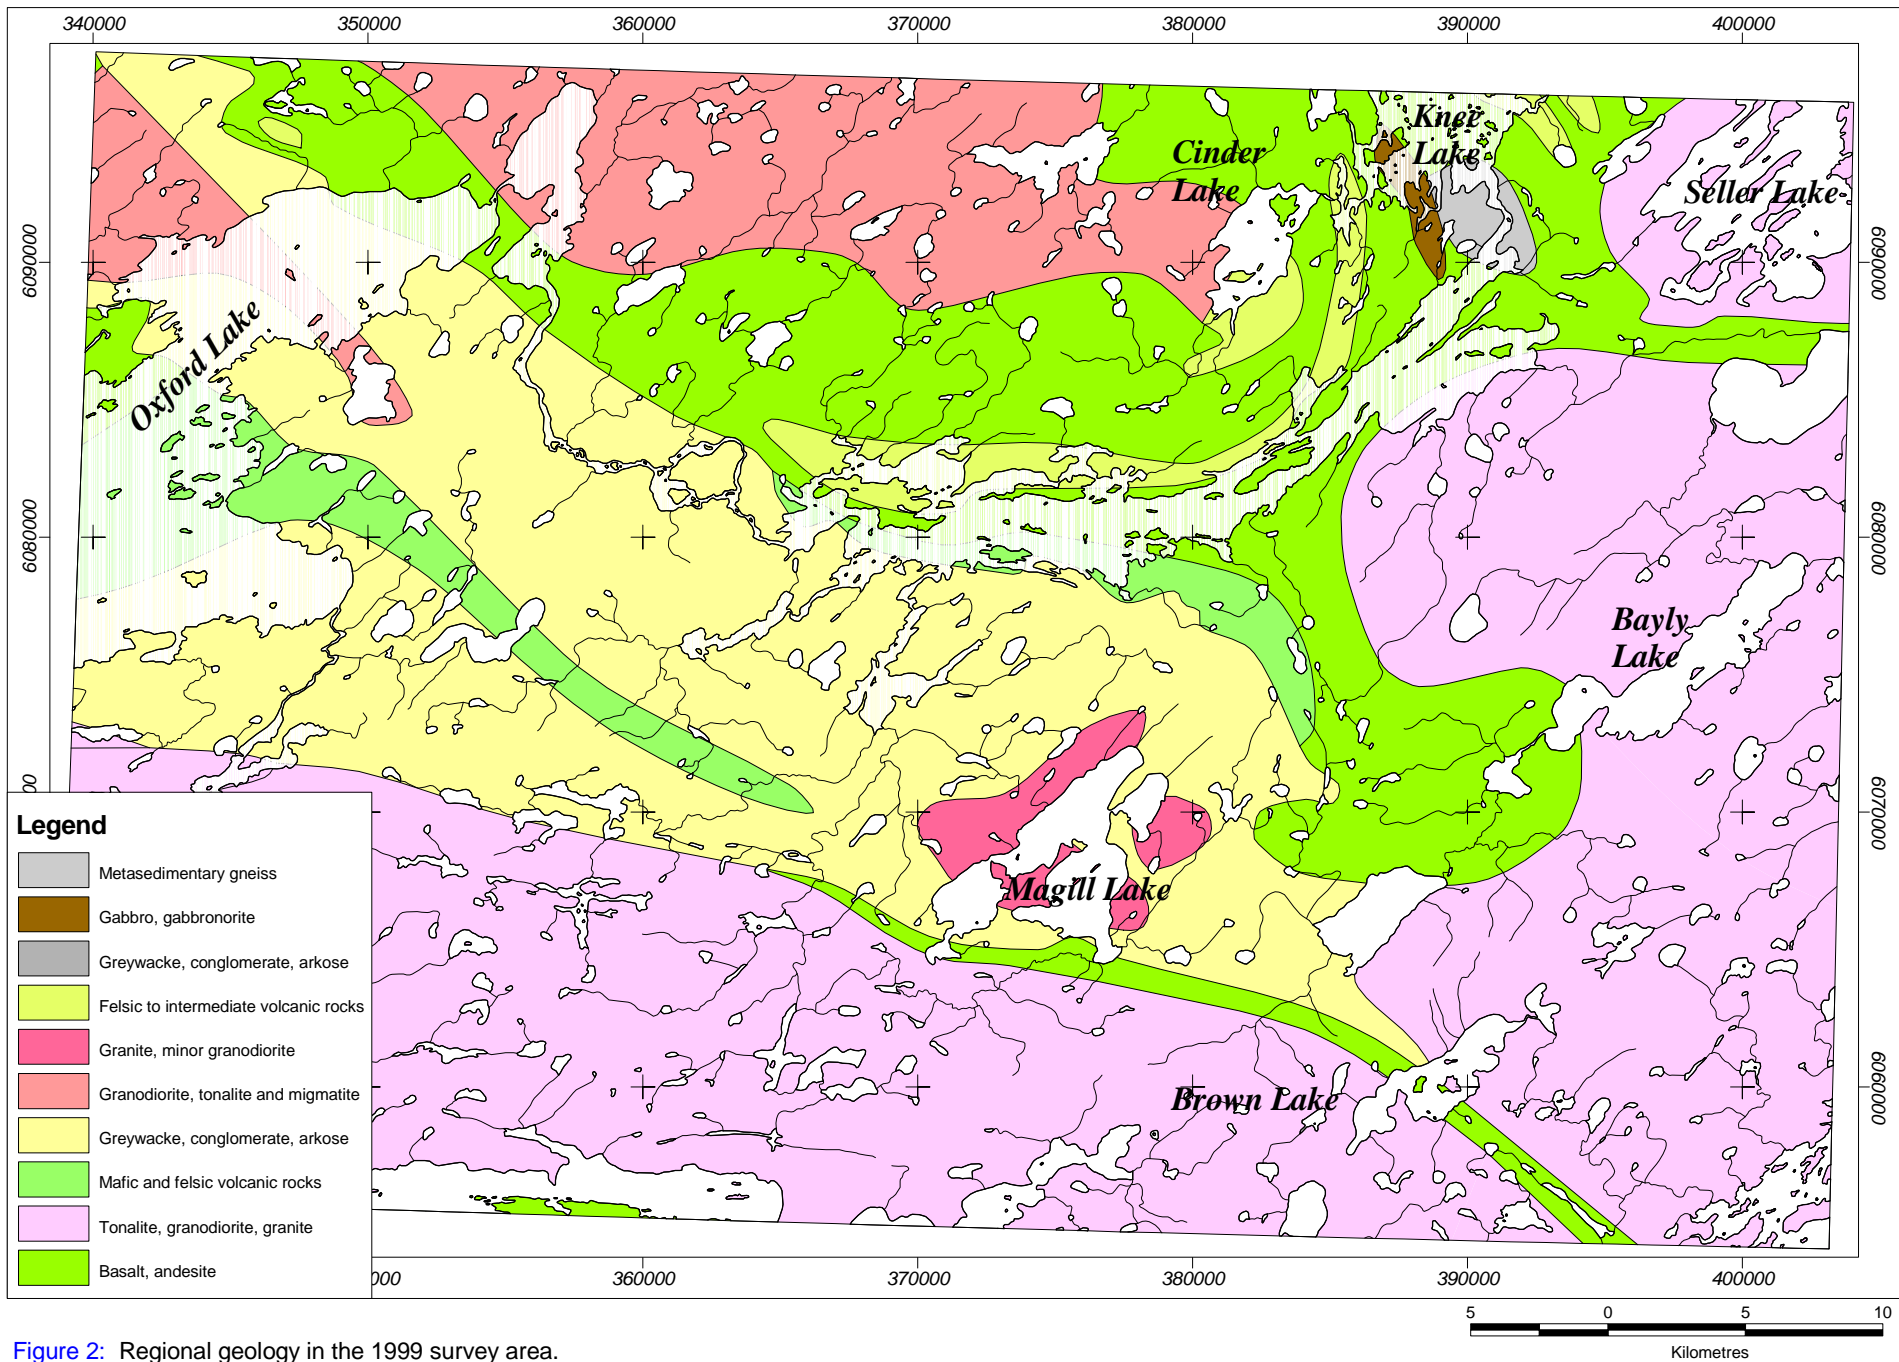 340000 350000 360000 370000 380000 390000 400000
Knee
Lake
Cinder
Lake
Seller Lake
6090000 6090000
Oxford Lake
6080000 6080000
Bayly
Lake
6070000
Magill Lake
Brown Lake
6060000
Legend
Metasedimentary gneiss
Gabbro, gabbronorite
Greywacke, conglomerate, arkose
Felsic to intermediate volcanic rocks
Granite, minor granodiorite
Granodiorite, tonalite and migmatite
Greywacke, conglomerate, arkose
Mafic and felsic volcanic rocks
Tonalite, granodiorite, granite
Basalt, andesite
360000 370000 380000 390000 400000
5 0 5 10
Kilometres
Figure 2: Regional geology in the 1999 survey area.